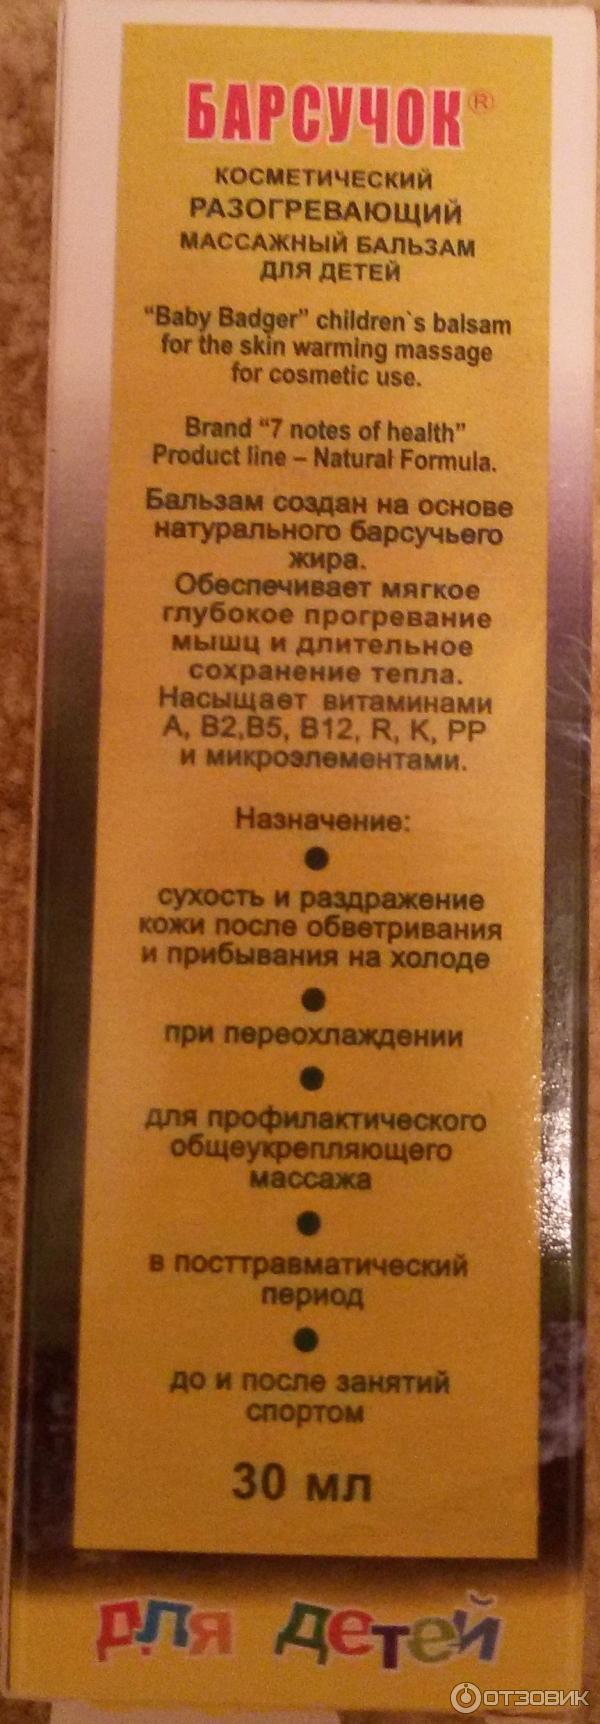 БАРСУЧОК®
КОСМЕТИЧЕСКИЙ
РАЗОГРЕВАЮЩИЙ
МАССАЖНЫЙ БАЛЬЗАМ
ДЛЯ ДЕТЕЙ
“Baby Badger” children`s balsam
for the skin warming massage
for cosmetic use.
Brand “7 notes of health”
Product line – Natural Formula.
Бальзам создан на основе
натурального барсучьего
жира.
Обеспечивает мягкое
глубокое прогревание
мышц и длительное
сохранение тепла.
Насыщает витаминами
А, В2,В5, В12, R, K, PP
и микроэлементами.
Назначение:
●
сухость и раздражение
кожи после обветривания
и прибывания на холоде
●
при переохлаждении
●
для профилактического
общеукрепляющего
массажа
●
в посттравматический
период
●
до и после занятий
спортом
30 мл
для детей
ОТЗОВИК